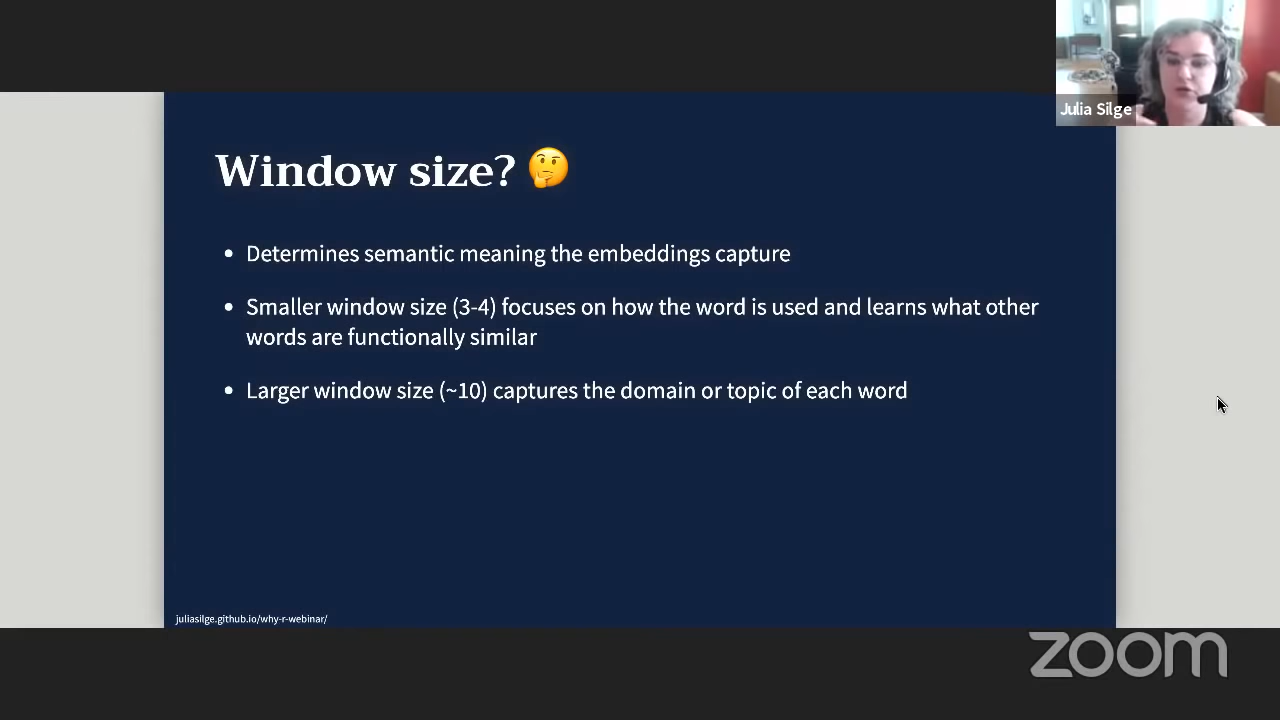 Julia Silge
Window size? 🤔
• Determines semantic meaning the embeddings capture
• Smaller window size (3-4) focuses on how the word is used and learns what other
words are functionally similar
• Larger window size (~10) captures the domain or topic of each word
juliasilge.github.io/why-r-webinar/
zoom